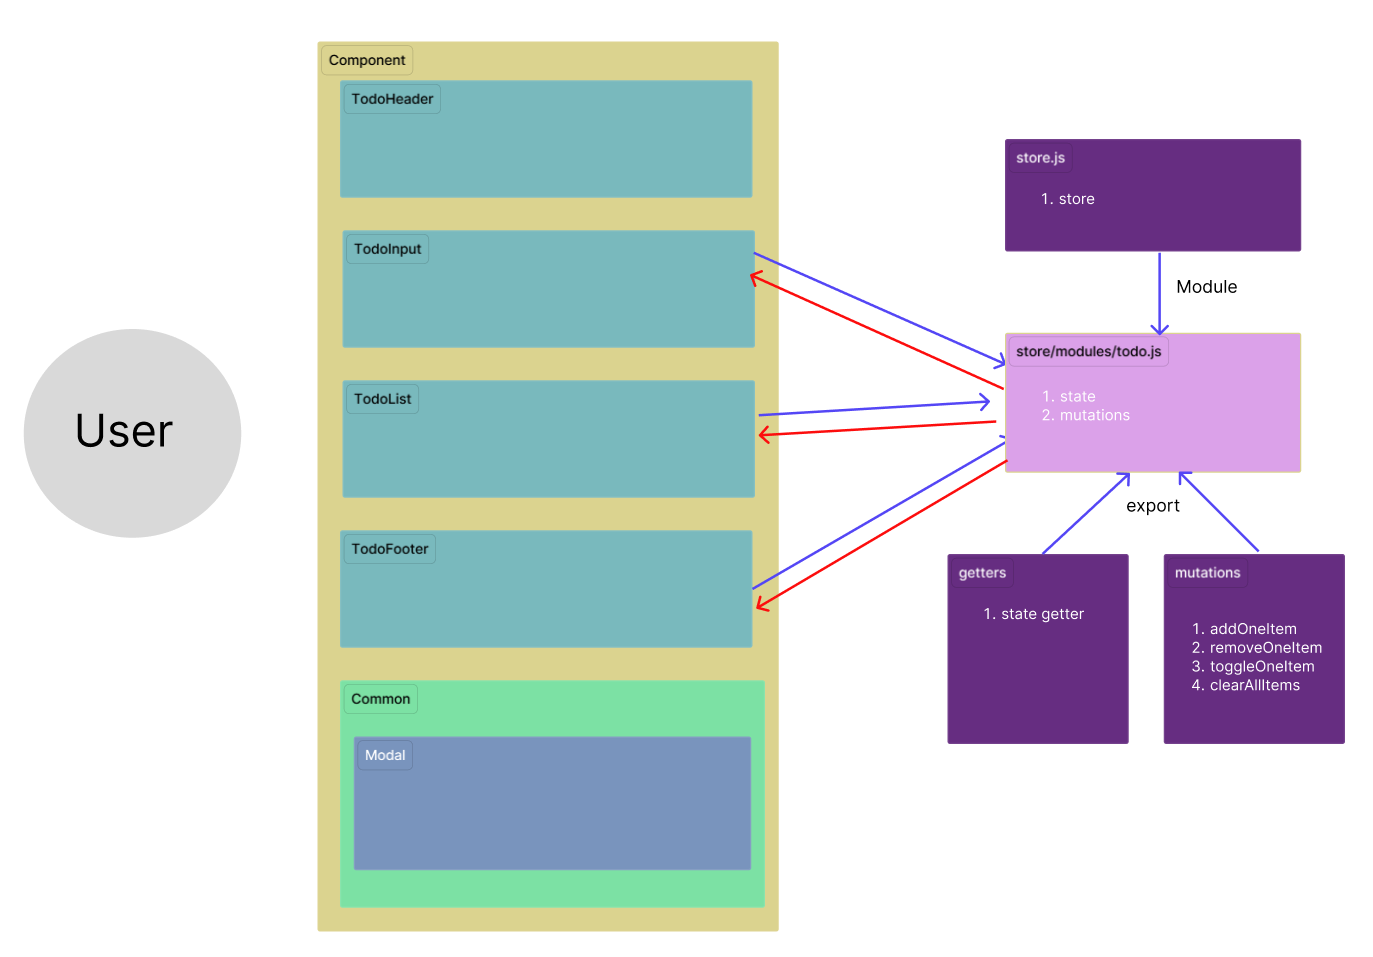 Component
TodoHeader
TodoInput
TodoList
TodoFooter
Common
Modal
User
store.js
1. store
Module
store/modules/todo.js
1. state
2. mutations
export
getters
1. state getter
mutations
1. addOneItem
2. removeOneItem
3. toggleOneItem
4. clearAllItems